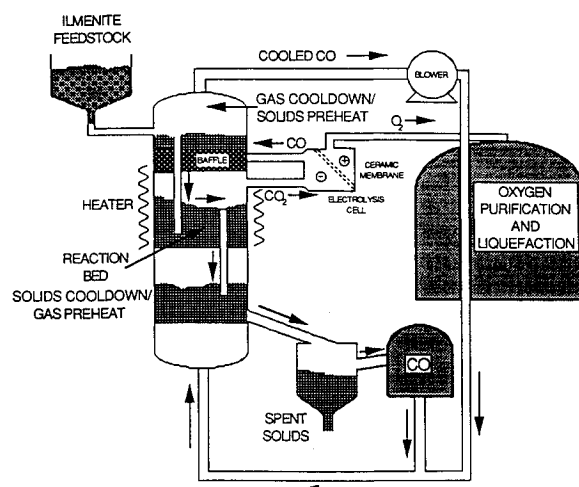 ILMENITE
FEEDSTOCK
COOLED CO
BLOWER
GAS COOLDOWN/
SOLIDS PREHEAT
O2
CO
BAFFLE
CERAMIC
MEMBRANE
HEATER
CO2
ELECTROLYSIS
CELL
OXYGEN
PURIFICATION
AND
LIQUEFACTION
REACTION
BED
SOLIDS COOLDOWN/
GAS PREHEAT
CO
SPENT
SOLIDS